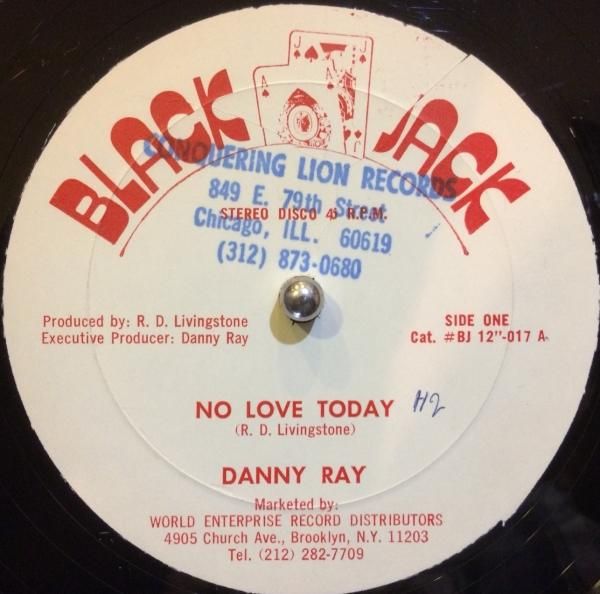 BLACK JACK
J
J
A
A
CONQUERING LION RECORDS
849 E. 79th Street
STEREO DISCO 45 R.P.M.
Chicago, ILL. 60619
(312) 873-0680
Produced by: R. D. Livingstone
Executive Producer: Danny Ray
SIDE ONE
Cat. #BJ 12"-017 A
NO LOVE TODAY
(R. D. Livingstone)
DANNY RAY
Marketed by:
WORLD ENTERPRISE RECORD DISTRIBUTORS
4905 Church Ave., Brooklyn, N.Y. 11203
Tel. (212) 282-7709